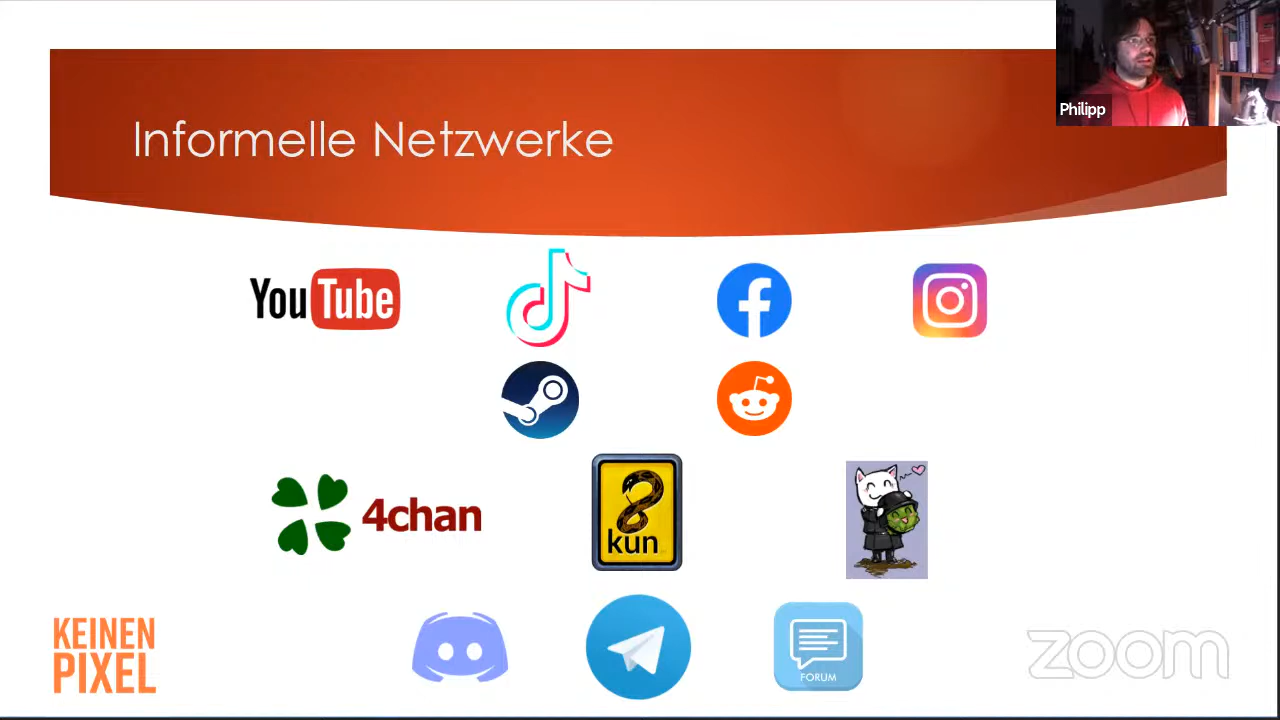 Philipp
Informelle Netzwerke
YouTube
4chan
8
kun
KEINEN
PIXEL
FORUM
zoom